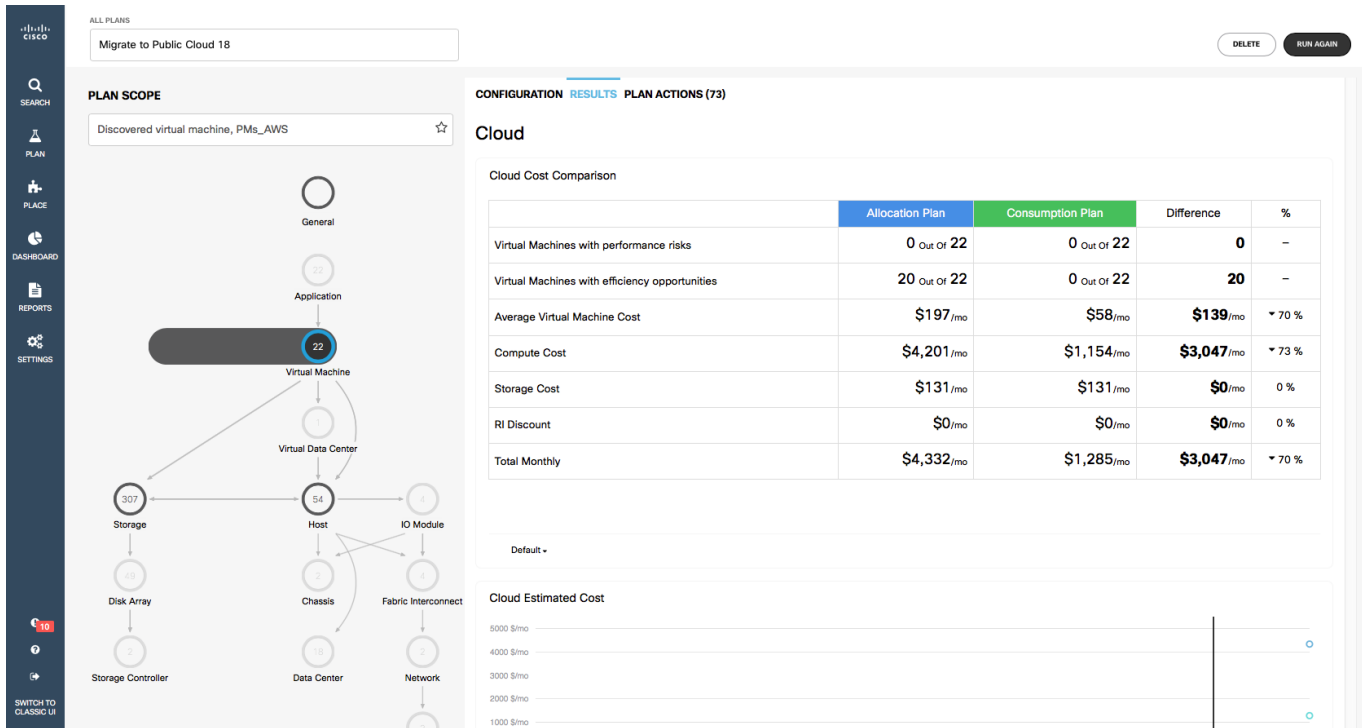 CISCO
SEARCH
PLAN
PLACE
DASHBOARD
REPORTS
SETTINGS
10
SWITCH TO
CLASSIC UI
ALL PLANS
Migrate to Public Cloud 18
DELETE
RUN AGAIN
PLAN SCOPE
Discovered virtual machine, PMs_AWS
General
22
Application
22
Virtual Machine
1
Virtual Data Center
307
Storage
54
Host
4
IO Module
49
Disk Array
2
Chassis
4
Fabric Interconnect
2
Storage Controller
18
Data Center
2
Network
CONFIGURATION RESULTS PLAN ACTIONS (73)
Cloud
Cloud Cost Comparison
Allocation Plan Consumption Plan Difference %
Virtual Machines with performance risks 0 Out Of 22 0 Out Of 22 0 –
Virtual Machines with efficiency opportunities 20 Out Of 22 0 Out Of 22 20 –
Average Virtual Machine Cost $197/mo $58/mo $139/mo 70 %
Compute Cost $4,201/mo $1,154/mo $3,047/mo 73 %
Storage Cost $131/mo $131/mo $0/mo 0 %
RI Discount $0/mo $0/mo $0/mo 0 %
Total Monthly $4,332/mo $1,285/mo $3,047/mo 70 %
Default
Cloud Estimated Cost
5000 $/mo
4000 $/mo
3000 $/mo
2000 $/mo
1000 $/mo